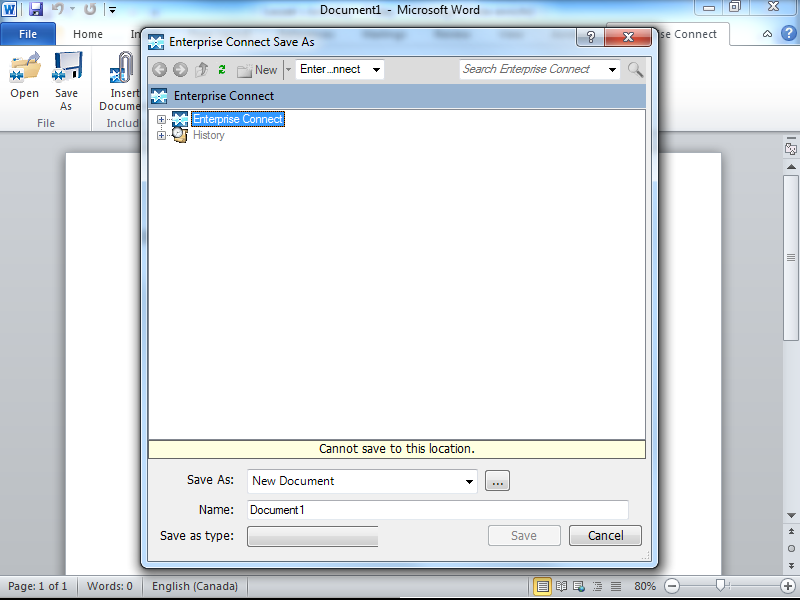 Document1 - Microsoft Word
File
Home
In
se Connect
Open
Save As
Insert Docume
File
Includ
Enterprise Connect Save As
New
Enter...nnect
Search Enterprise Connect
Enterprise Connect
Enterprise Connect
History
Cannot save to this location.
Save As:
New Document
...
Name:
Document1
Save as type:
Save
Cancel
Page: 1 of 1
Words: 0
English (Canada)
80%